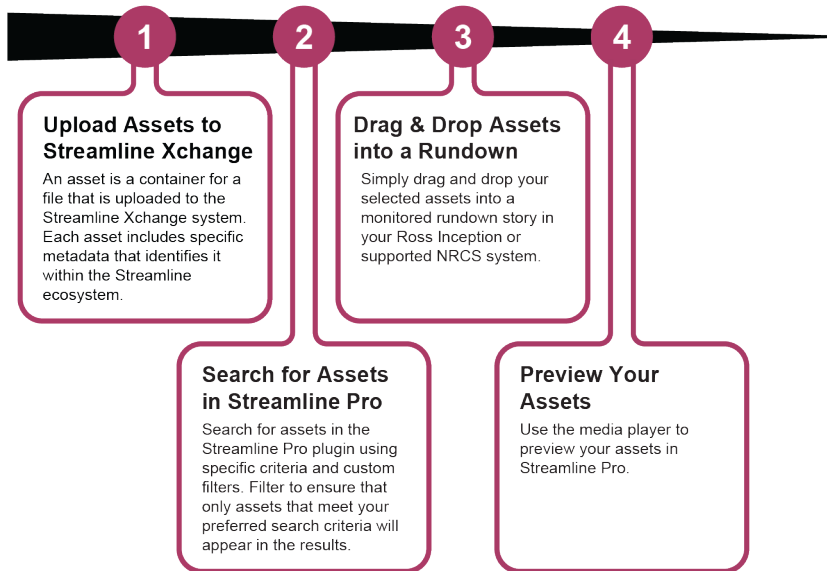 1
Upload Assets to
Streamline Xchange
An asset is a container for a
file that is uploaded to the
Streamline Xchange system.
Each asset includes specific
metadata that identifies it
within the Streamline
ecosystem.
2
Search for Assets
in Streamline Pro
Search for assets in the
Streamline Pro plugin using
specific criteria and custom
filters. Filter to ensure that
only assets that meet your
preferred search criteria will
appear in the results.
3
Drag & Drop Assets
into a Rundown
Simply drag and drop your
selected assets into a
monitored rundown story in
your Ross Inception or
supported NRCS system.
4
Preview Your
Assets
Use the media player to
preview your assets in
Streamline Pro.